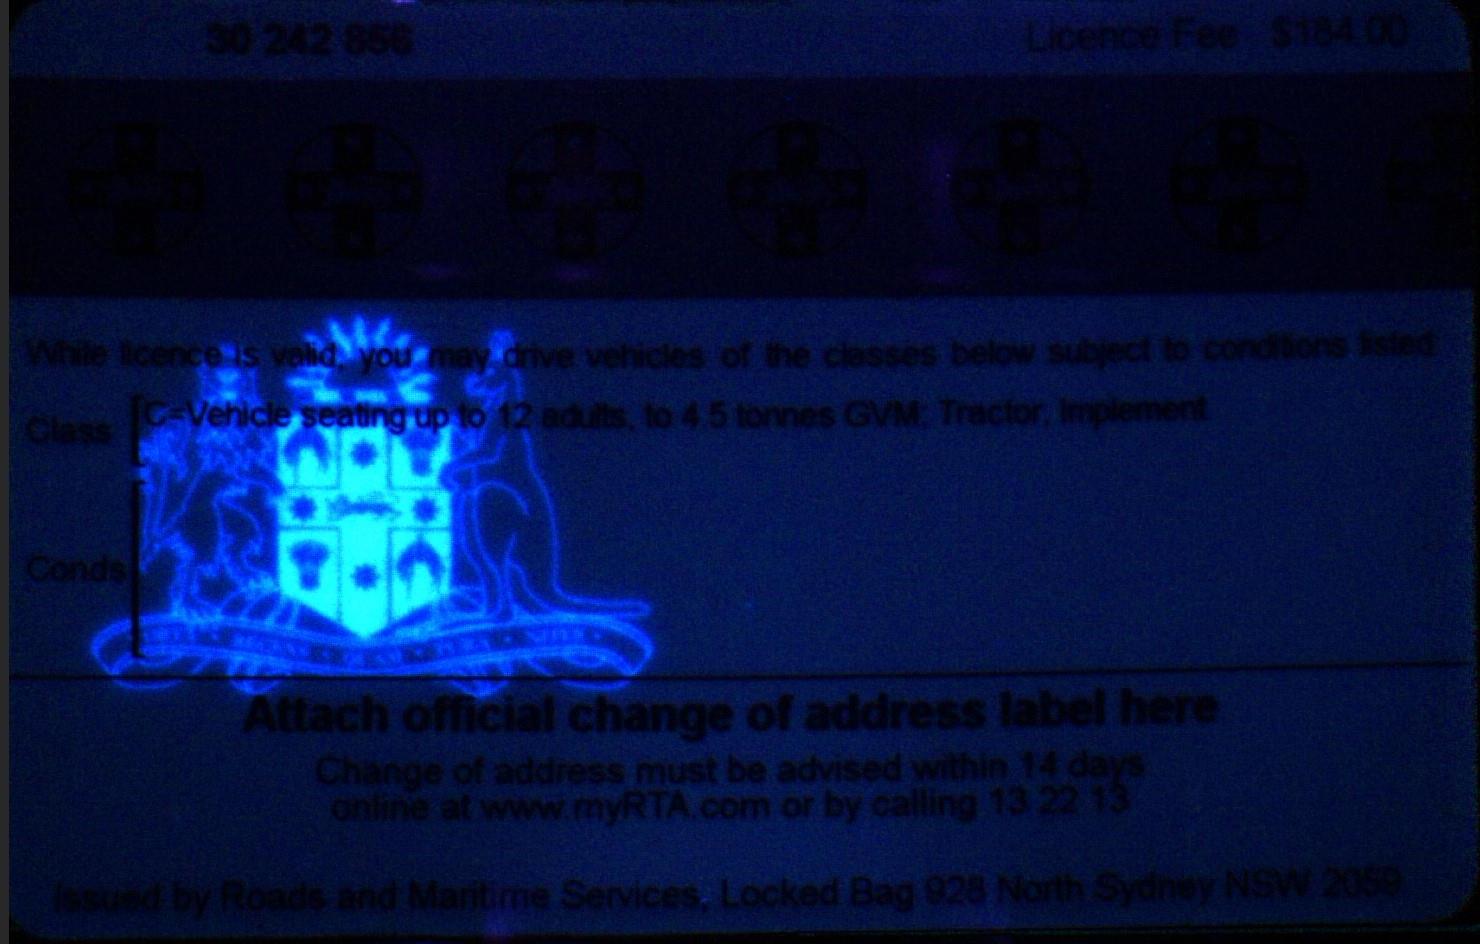 30 242 856
Licence Fee $184.00
While licence is valid, you may drive vehicles of the classes below subject to conditions listed
Class
C=Vehicle seating up to 12 adults, to 4.5 tonnes GVM; Tractor; Implement
Conds
Attach official change of address label here
Change of address must be advised within 14 days
online at www.myRTA.com or by calling 13 22 13
Issued by Roads and Maritime Services, Locked Bag 928 North Sydney NSW 2059